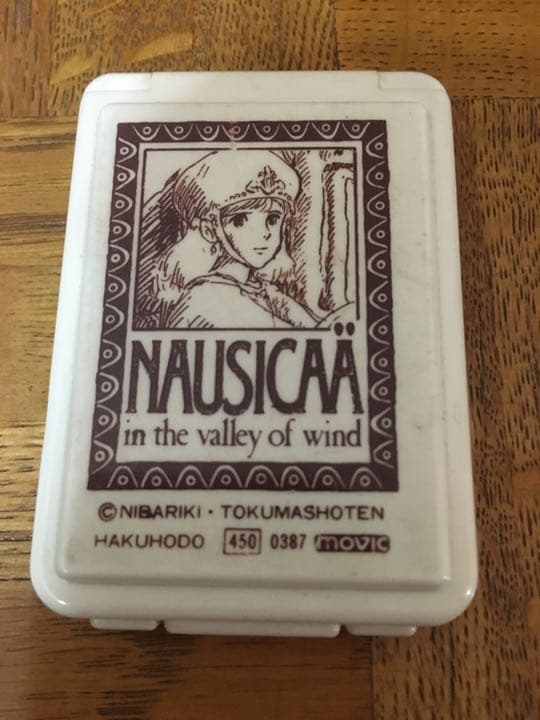 NAUSICAÄ
in the valley of wind
©NIBARIKI・TOKUMASHOTEN
HAKUHODO 450 0387 movic